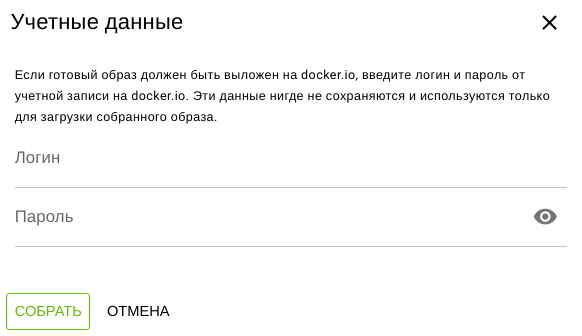 Учетные данные
Если готовый образ должен быть выложен на docker.io, введите логин и пароль от
учетной записи на docker.io. Эти данные нигде не сохраняются и используются только
для загрузки собранного образа.
Логин
Пароль
СОБРАТЬ ОТМЕНА